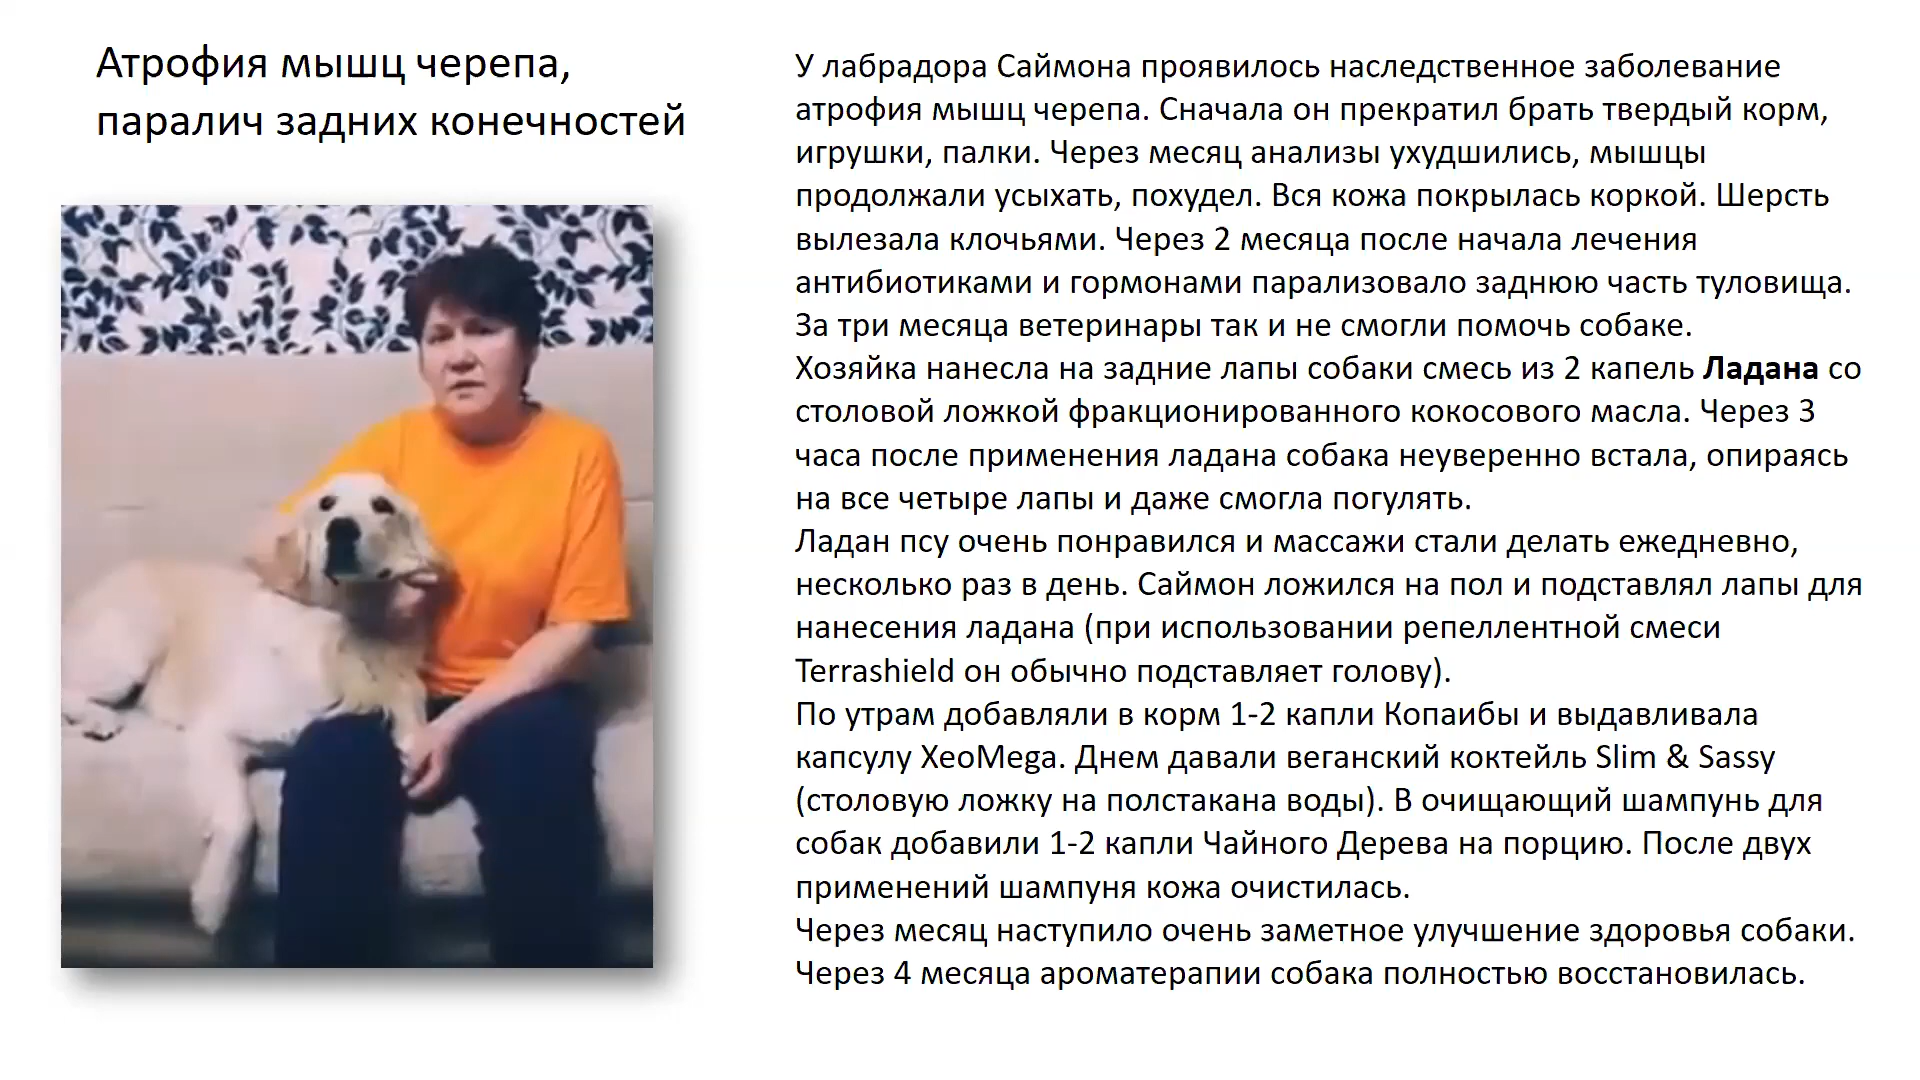 Атрофия мышц черепа,
паралич задних конечностей
У лабрадора Саймона проявилось наследственное заболевание
атрофия мышц черепа. Сначала он прекратил брать твердый корм,
игрушки, палки. Через месяц анализы ухудшились, мышцы
продолжали усыхать, похудел. Вся кожа покрылась коркой. Шерсть
вылезала клочьями. Через 2 месяца после начала лечения
антибиотиками и гормонами парализовало заднюю часть туловища.
За три месяца ветеринары так и не смогли помочь собаке.
Хозяйка нанесла на задние лапы собаки смесь из 2 капель Ладана со
столовой ложкой фракционированного кокосового масла. Через 3
часа после применения ладана собака неуверенно встала, опираясь
на все четыре лапы и даже смогла погулять.
Ладан псу очень понравился и массажи стали делать ежедневно,
несколько раз в день. Саймон ложился на пол и подставлял лапы для
нанесения ладана (при использовании репеллентной смеси
Terrashield он обычно подставляет голову).
По утрам добавляли в корм 1-2 капли Копаибы и выдавливала
капсулу XeoMega. Днем давали веганский коктейль Slim & Sassy
(столовую ложку на полстакана воды). В очищающий шампунь для
собак добавили 1-2 капли Чайного Дерева на порцию. После двух
применений шампуня кожа очистилась.
Через месяц наступило очень заметное улучшение здоровья собаки.
Через 4 месяца ароматерапии собака полностью восстановилась.